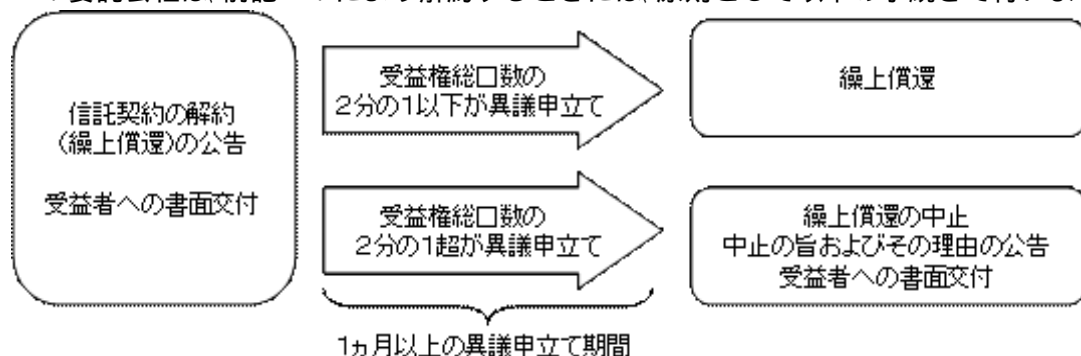 信託契約の解約
(繰上償還)の公告
受益者への書面交付
受益権総口数の
2分の1以下が異議申立て
繰上償還
受益権総口数の
2分の1超が異議申立て
繰上償還の中止
中止の旨およびその理由の公告
受益者への書面交付
1ヵ月以上の異議申立て期間